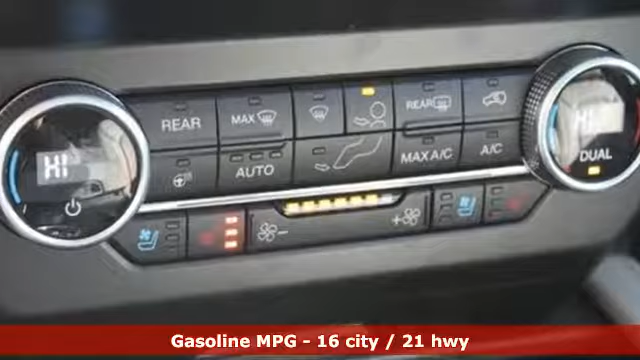 REAR MAX REAR
HI AUTO MAX A/C A/C HI
DUAL
Gasoline MPG - 16 city / 21 hwy